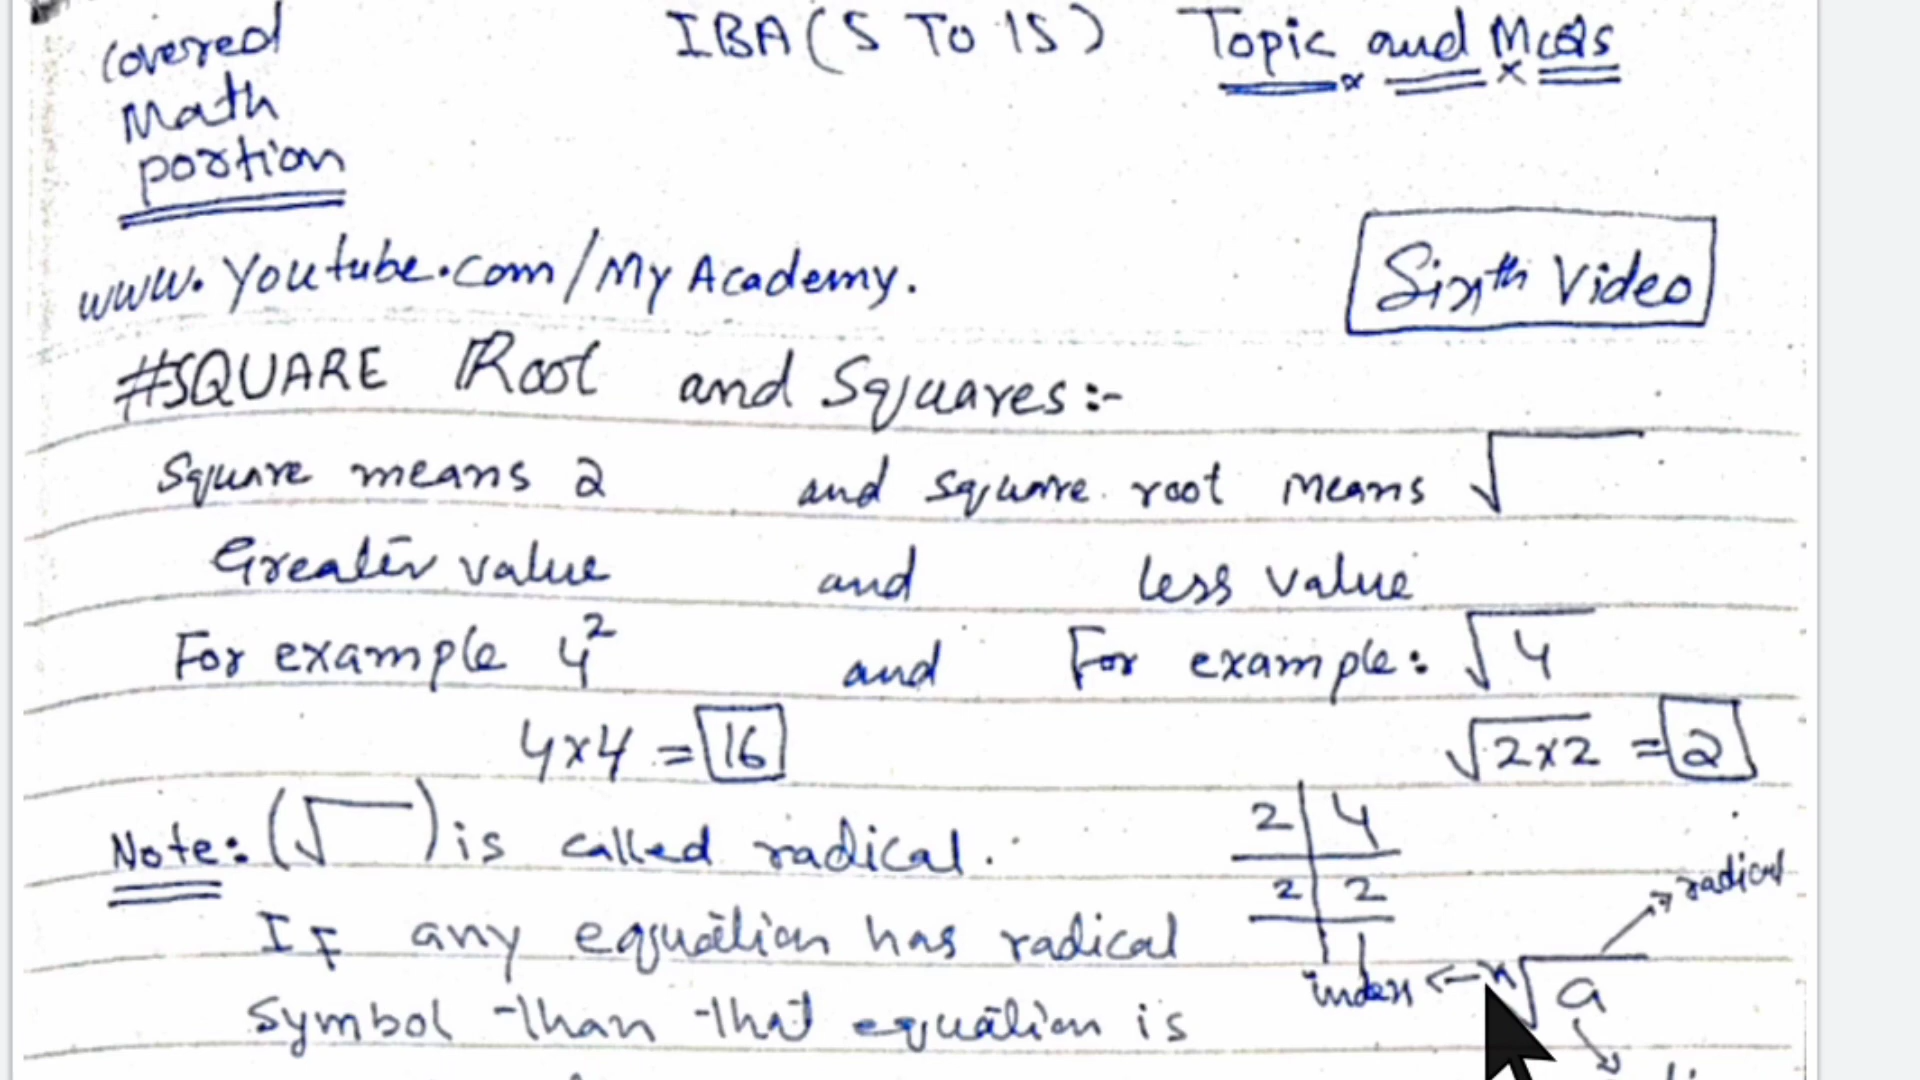 covered
Math
portion
IBA (5 TO 15) Topic and Mcqs
www.Youtube.com/My Academy.
Sixth Video
#SQUARE Root and Squares:-
Square means 2 and square root means √
Greater value and less value
For example 4² and For example: √4
4x4 = 16 √2x2 = 2
Note: (√ ) is called radical.
2 | 4
2 | 2
1
radical
If any equation has radical
index ← n√a
symbol than that equation is